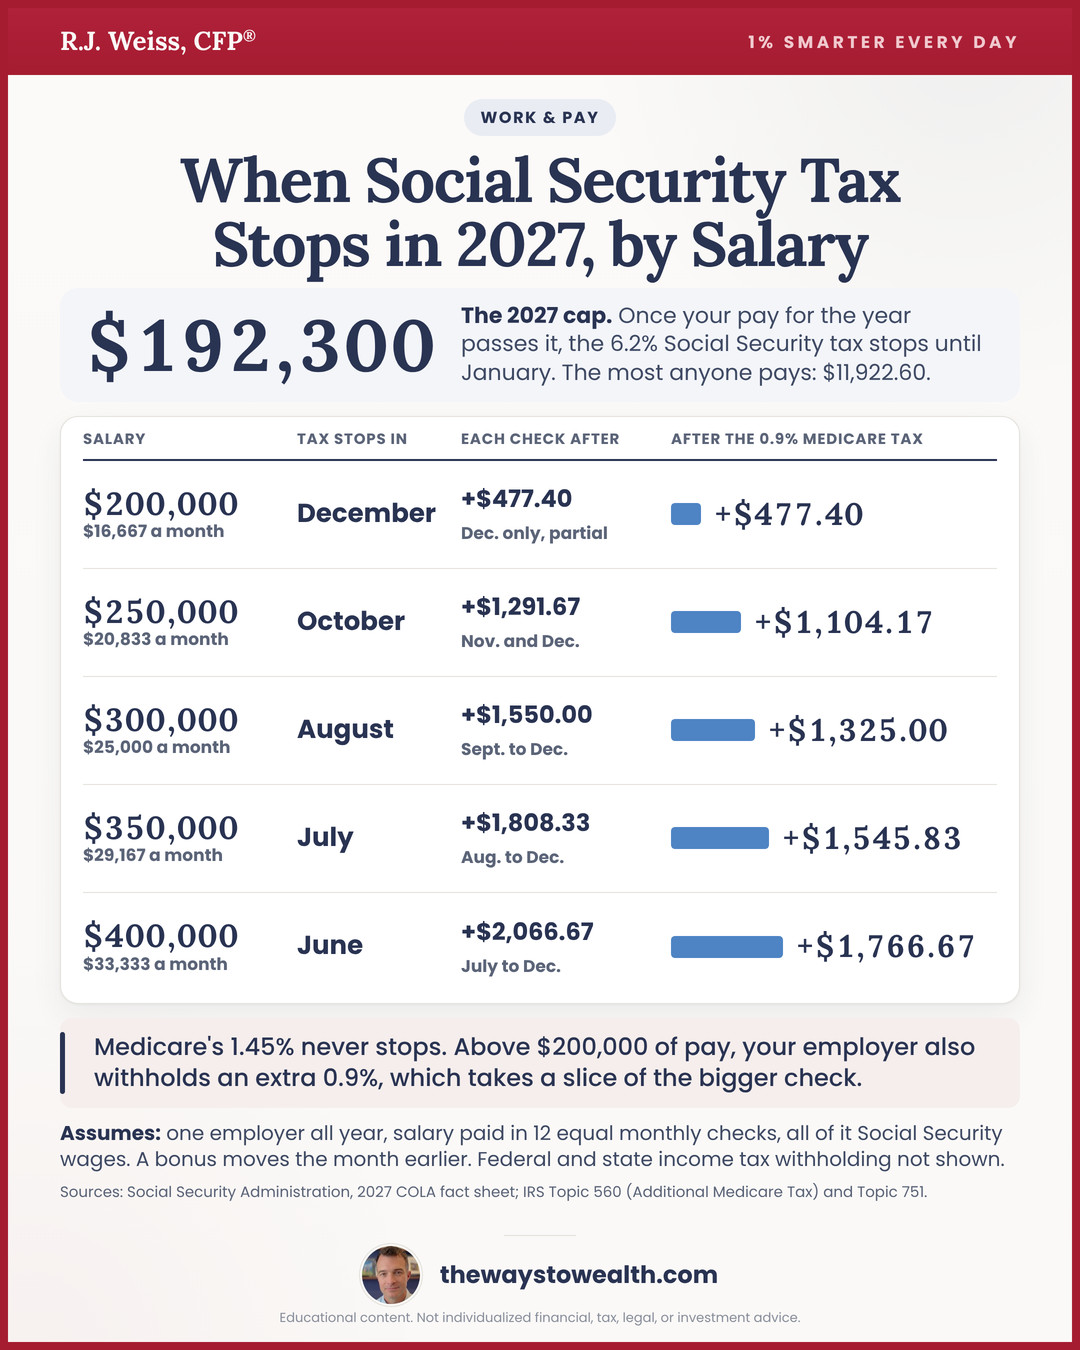 R.J. Weiss, CFP®
1% SMARTER EVERY DAY
WORK & PAY
When Social Security Tax
Stops in 2027, by Salary
$192,300
The 2027 cap. Once your pay for the year
passes it, the 6.2% Social Security tax stops until
January. The most anyone pays: $11,922.60.
SALARY TAX STOPS IN EACH CHECK AFTER AFTER THE 0.9% MEDICARE TAX
$200,000
$16,667 a month
December
+$477.40
Dec. only, partial
+$477.40
$250,000
$20,833 a month
October
+$1,291.67
Nov. and Dec.
+$1,104.17
$300,000
$25,000 a month
August
+$1,550.00
Sept. to Dec.
+$1,325.00
$350,000
$29,167 a month
July
+$1,808.33
Aug. to Dec.
+$1,545.83
$400,000
$33,333 a month
June
+$2,066.67
July to Dec.
+$1,766.67
Medicare's 1.45% never stops. Above $200,000 of pay, your employer also
withholds an extra 0.9%, which takes a slice of the bigger check.
Assumes: one employer all year, salary paid in 12 equal monthly checks, all of it Social Security
wages. A bonus moves the month earlier. Federal and state income tax withholding not shown.
Sources: Social Security Administration, 2027 COLA fact sheet; IRS Topic 560 (Additional Medicare Tax) and Topic 751.
thewaystowealth.com
Educational content. Not individualized financial, tax, legal, or investment advice.